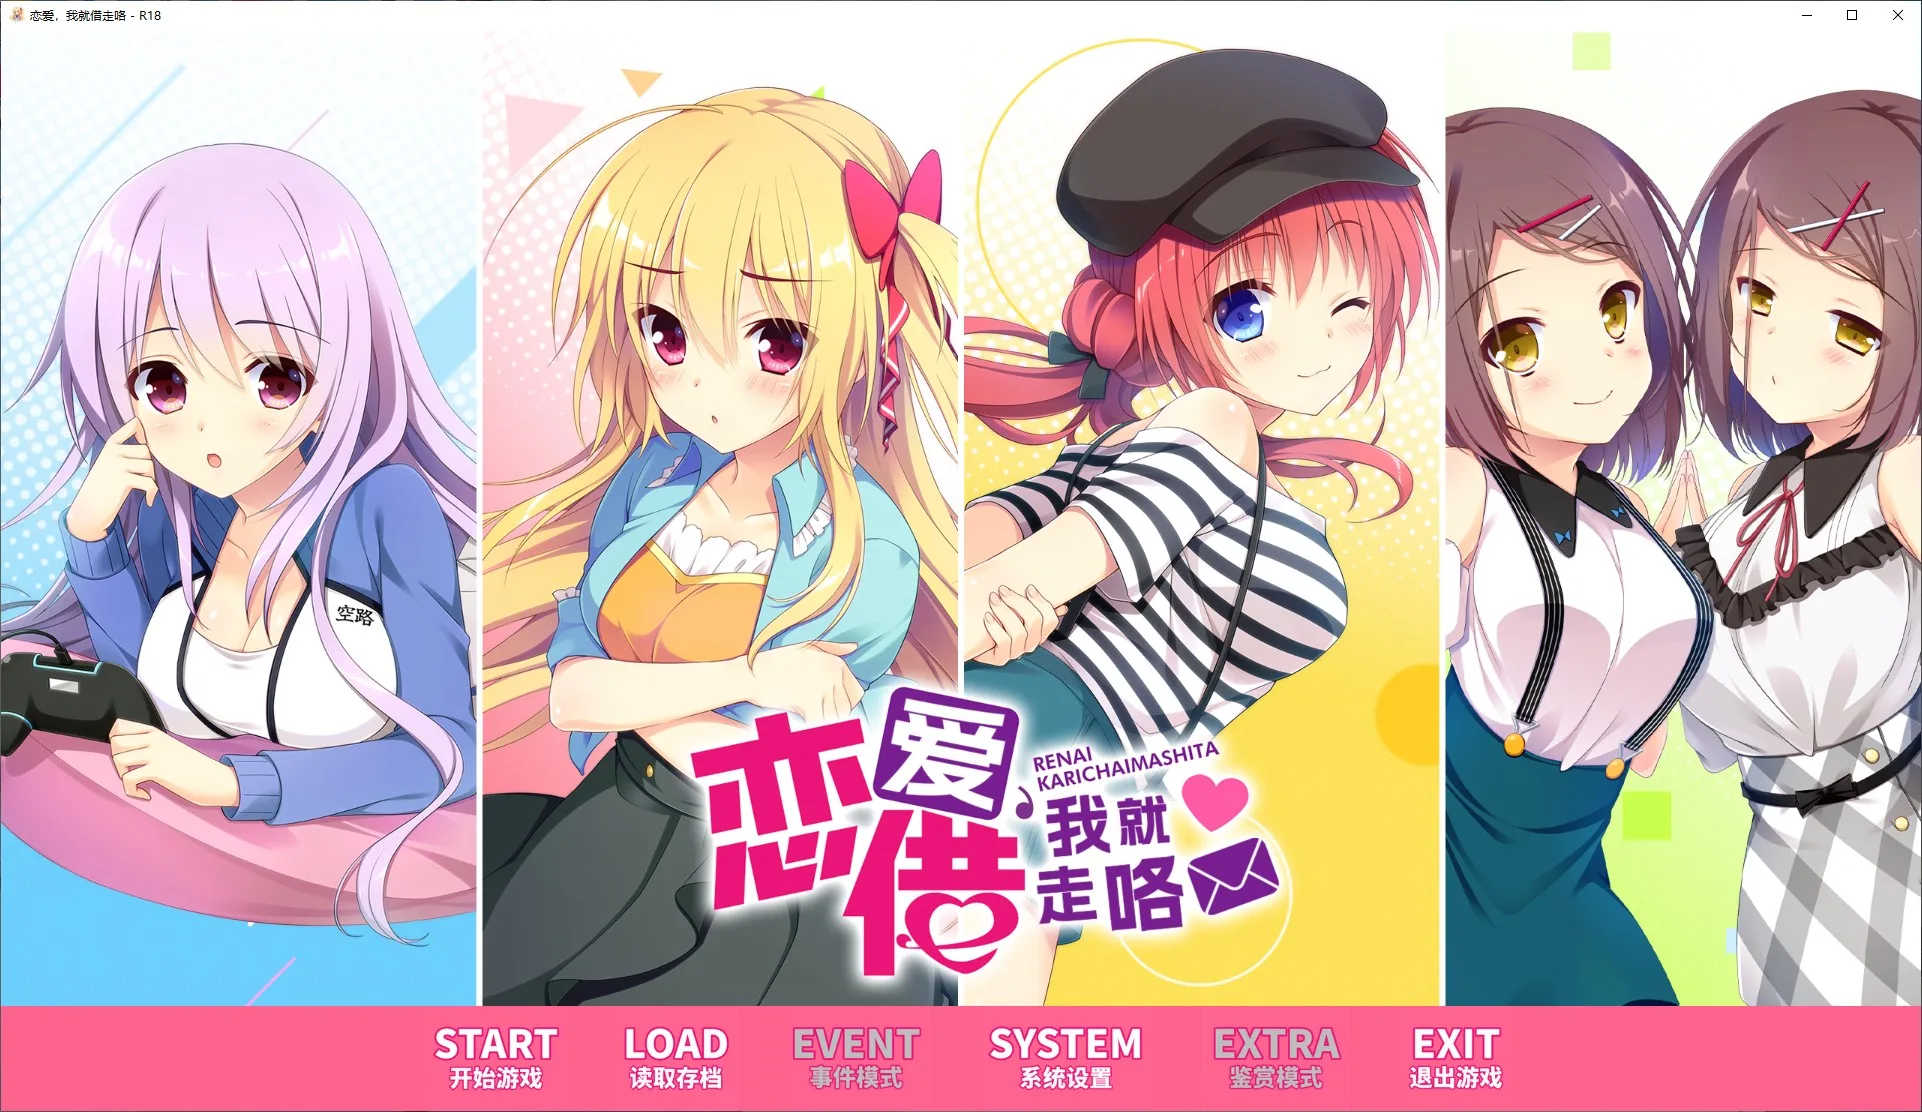 恋爱，我就借走咯 - R18
空路
恋爱，
RENAI
KARICHAIMASHITA
我就
借
走咯
START
LOAD
EVENT
SYSTEM
EXTRA
EXIT
开始游戏
读取存档
事件模式
系统设置
鉴赏模式
退出游戏